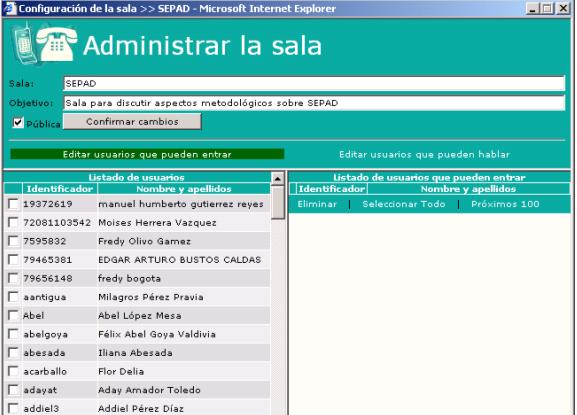 Configuración de la sala >> SEPAD - Microsoft Internet Explorer
Administrar la sala
Sala: SEPAD
Objetivo: Sala para discutir aspectos metodológicos sobre SEPAD
Pública Confirmar cambios
Editar usuarios que pueden entrar Editar usuarios que pueden hablar
Listado de usuarios Listado de usuarios que pueden entrar
Identificador Nombre y apellidos Identificador Nombre y apellidos
19372619 manuel humberto gutierrez reyes Eliminar | Seleccionar Todo | Próximos 100
72081103542 Moises Herrera Vazquez
7595832 Fredy Olivo Gamez
79465381 EDGAR ARTURO BUSTOS CALDAS
79656148 fredy bogota
aantigua Milagros Pérez Pravia
Abel Abel López Mesa
abelgoya Félix Abel Goya Valdivia
abesada Iliana Abesada
acarballo Flor Delia
adayat Aday Amador Toledo
addiel3 Addiel Pérez Díaz